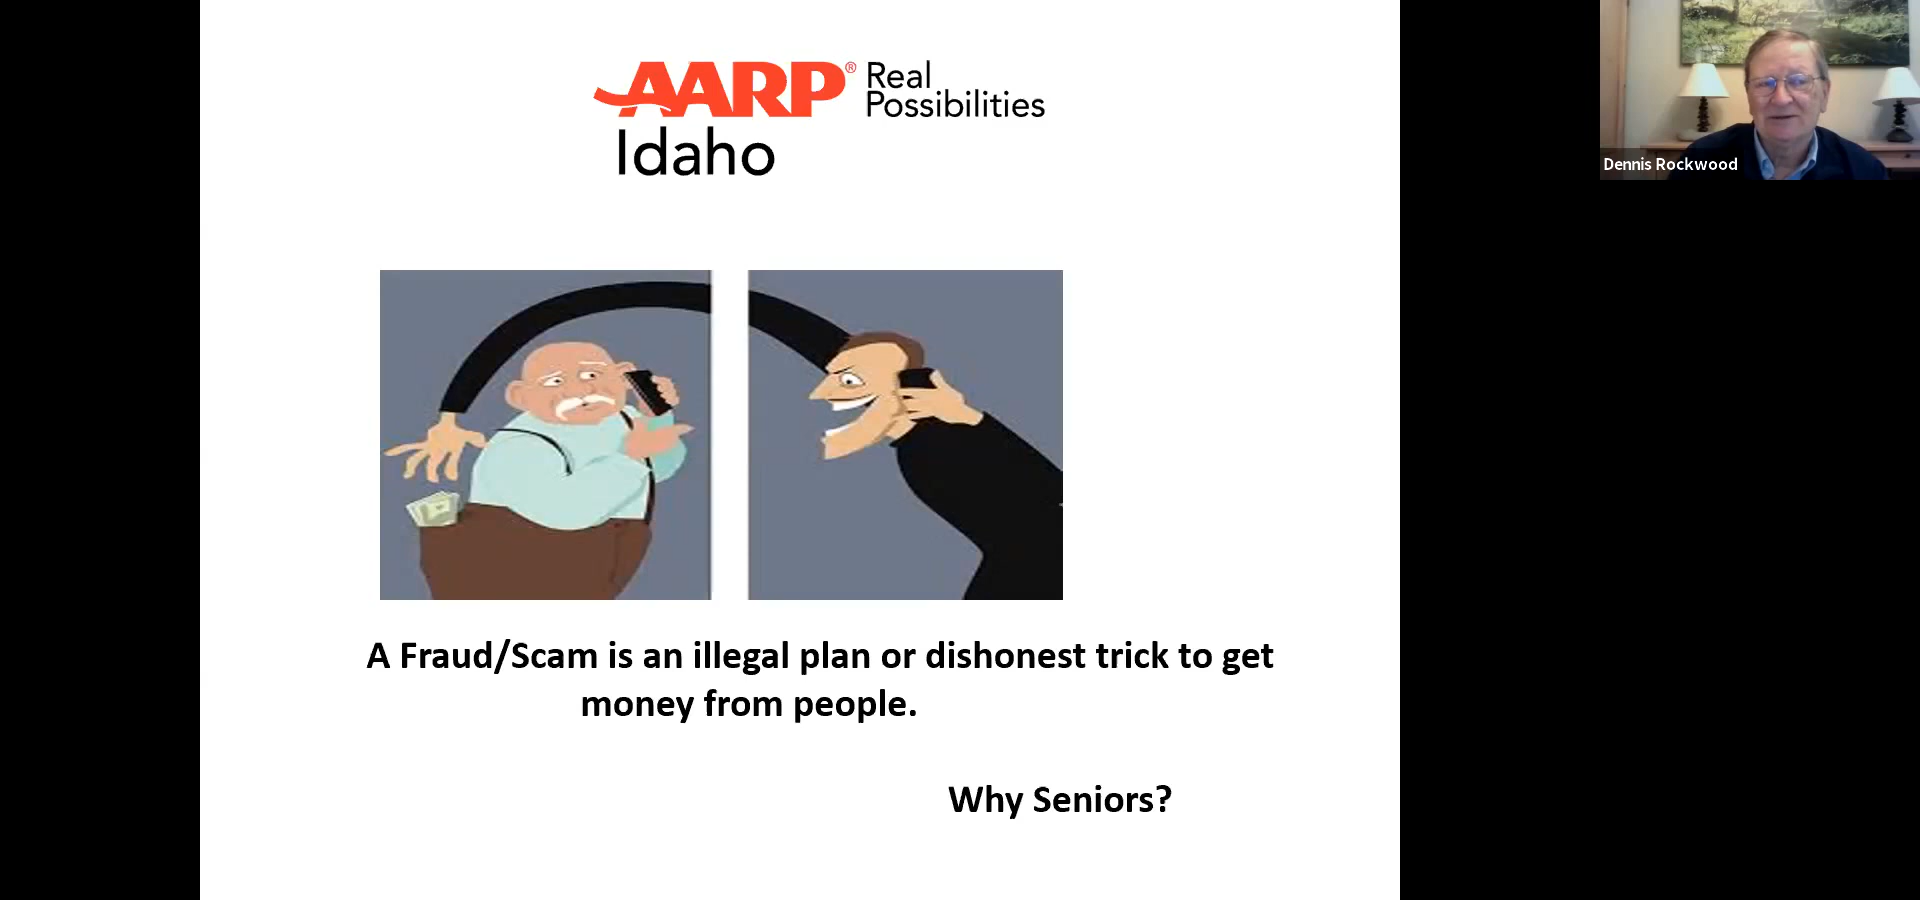 AARP® Real
Possibilities
Idaho
Dennis Rockwood
A Fraud/Scam is an illegal plan or dishonest trick to get
money from people.
Why Seniors?